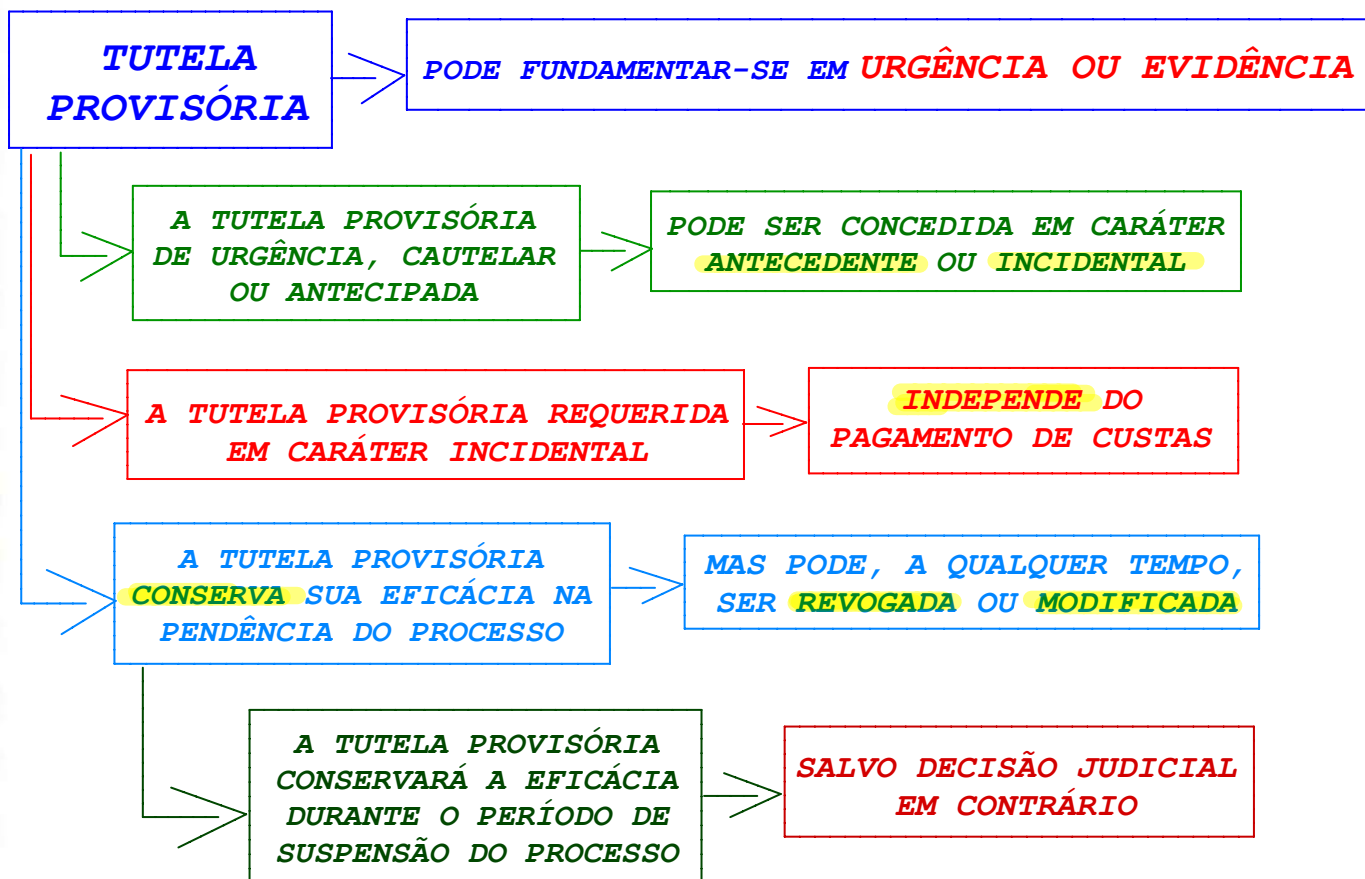 TUTELA
PROVISÓRIA
PODE FUNDAMENTAR-SE EM URGÊNCIA OU EVIDÊNCIA
A TUTELA PROVISÓRIA
DE URGÊNCIA, CAUTELAR
OU ANTECIPADA
PODE SER CONCEDIDA EM CARÁTER
ANTECEDENTE OU INCIDENTAL
A TUTELA PROVISÓRIA REQUERIDA
EM CARÁTER INCIDENTAL
INDEPENDE DO
PAGAMENTO DE CUSTAS
A TUTELA PROVISÓRIA
CONSERVA SUA EFICÁCIA NA
PENDÊNCIA DO PROCESSO
MAS PODE, A QUALQUER TEMPO,
SER REVOGADA OU MODIFICADA
A TUTELA PROVISÓRIA
CONSERVARÁ A EFICÁCIA
DURANTE O PERÍODO DE
SUSPENSÃO DO PROCESSO
SALVO DECISÃO JUDICIAL
EM CONTRÁRIO